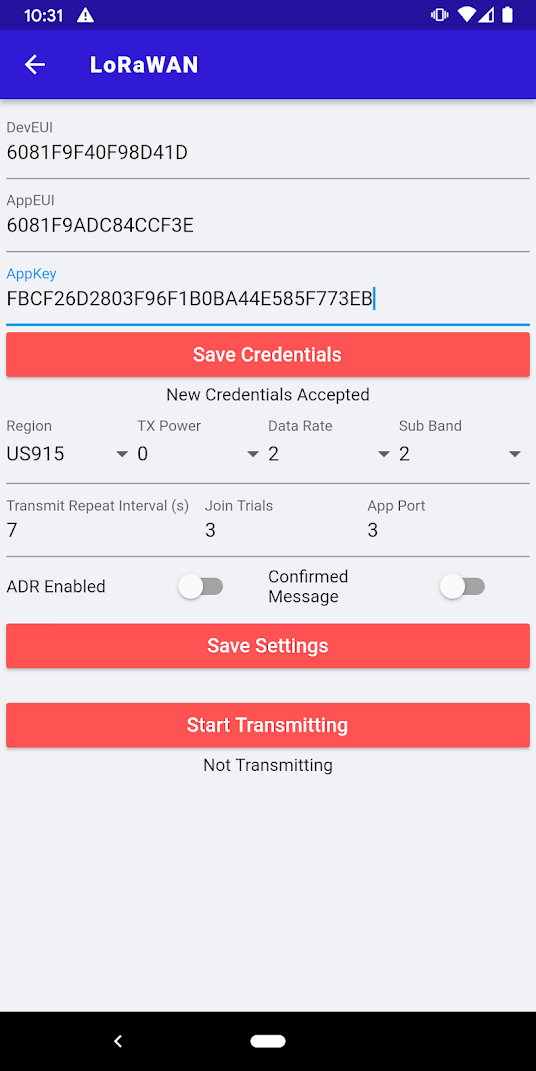 10:31
LoRaWAN
DevEUI
6081F9F40F98D41D
AppEUI
6081F9ADC84CCF3E
AppKey
FBCF26D2803F96F1B0BA44E585F773EB
Save Credentials
New Credentials Accepted
Region TX Power Data Rate Sub Band
US915 0 2 2
Transmit Repeat Interval (s) Join Trials App Port
7 3 3
ADR Enabled Confirmed
Message
Save Settings
Start Transmitting
Not Transmitting